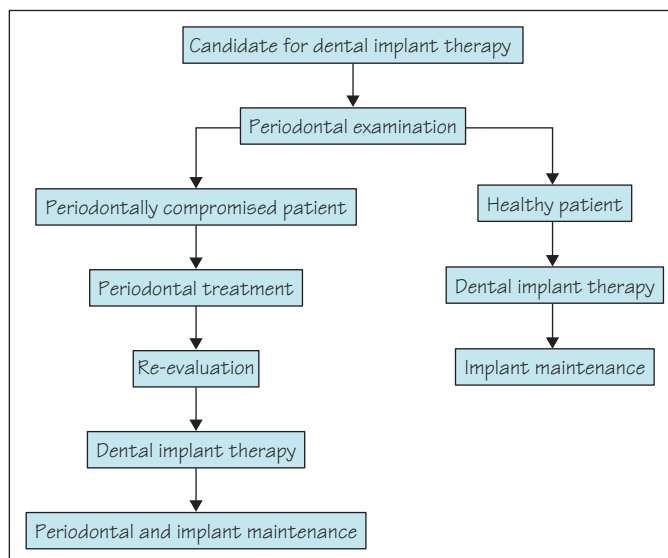 Candidate for dental implant therapy
Periodontal examination
Periodontally compromised patient
Healthy patient
Periodontal treatment
Dental implant therapy
Re-evaluation
Implant maintenance
Dental implant therapy
Periodontal and implant maintenance